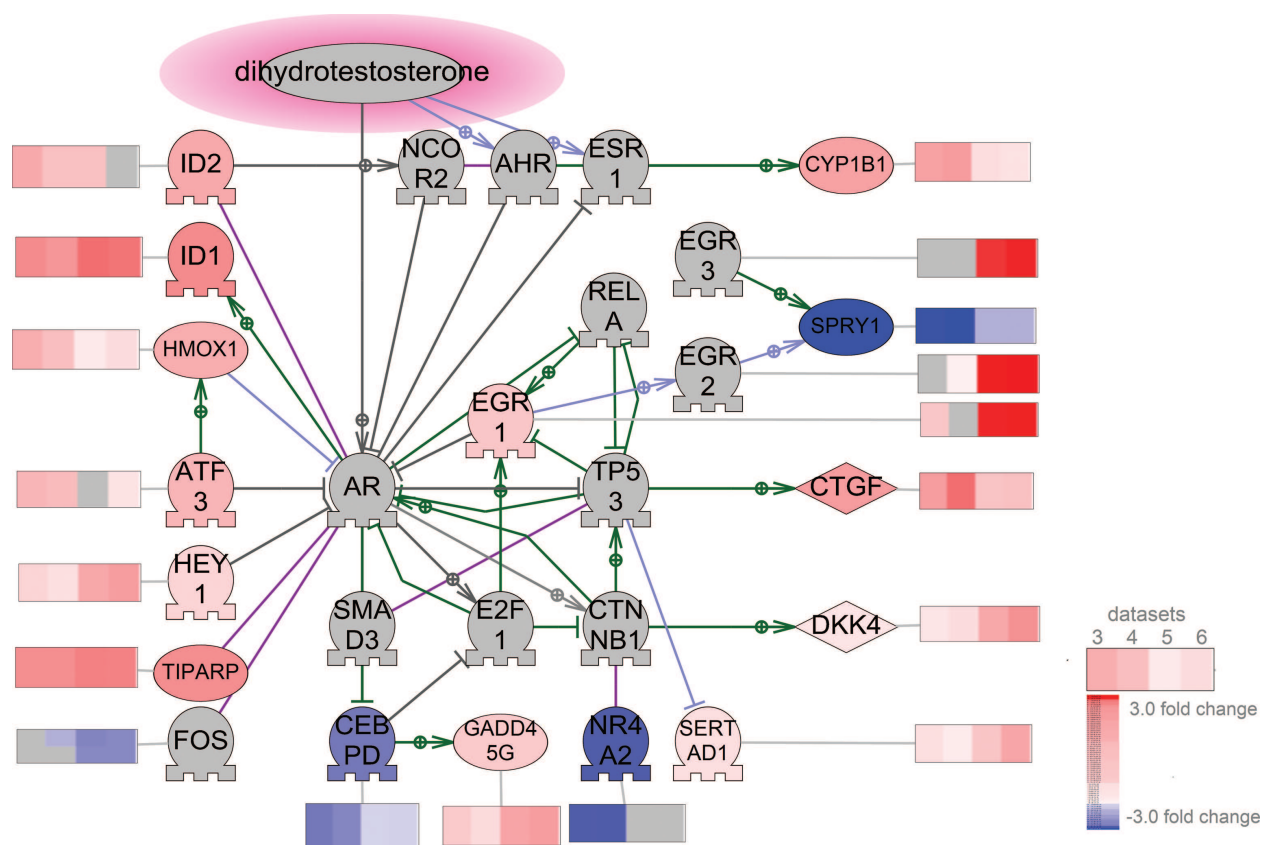 dihydrotestosterone
ID2
NCO
R2
AHR
ESR
1
CYP1B1
ID1
EGR
3
REL
A
SPRY1
HMOX1
EGR
2
EGR
1
ATF
3
AR
TP5
3
CTGF
HEY
1
SMA
D3
E2F
1
CTN
NB1
DKK4
TIPARP
FOS
CEB
PD
GADD4
5G
NR4
A2
SERT
AD1
datasets
3 4 5 6
3.0 fold change
-3.0 fold change